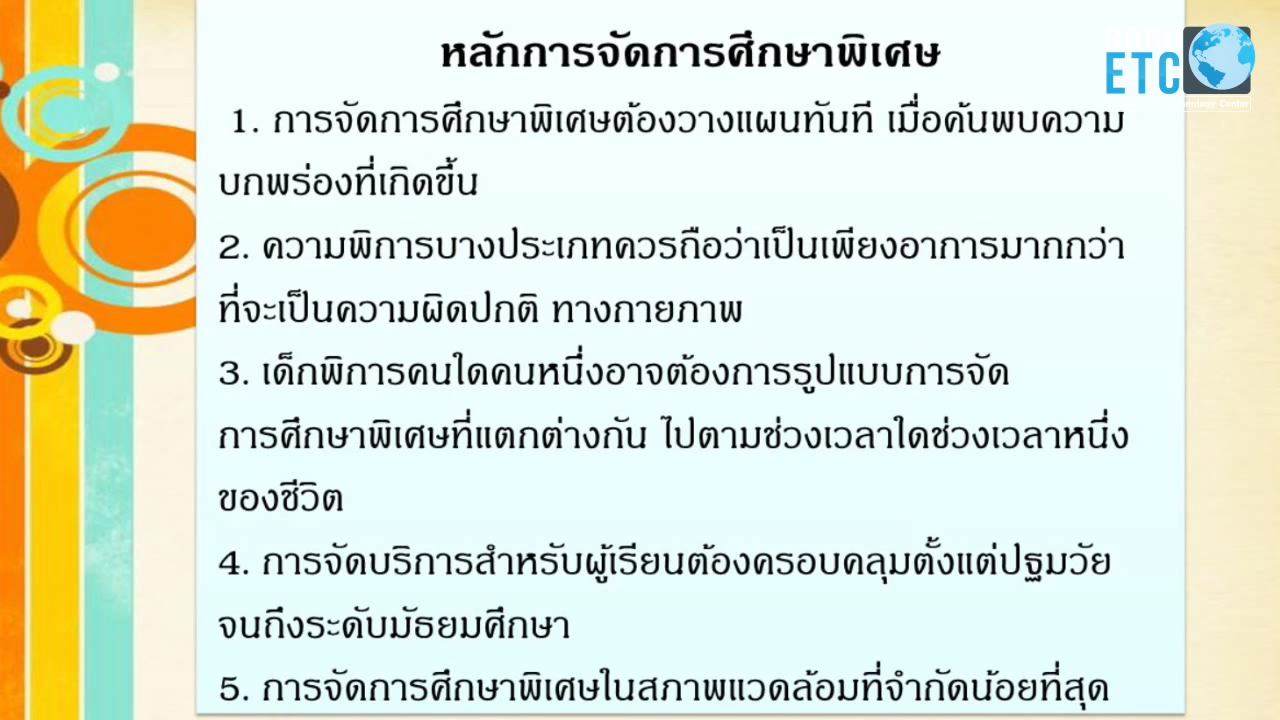 หลักการจัดการศึกษาพิเศษ
ETC
1. การจัดการศึกษาพิเศษต้องวางแผนทันที เมื่อค้นพบความ
บกพร่องที่เกิดขึ้น
2. ความพิการบางประเภทควรถือว่าเป็นเพียงอาการมากกว่า
ที่จะเป็นความผิดปกติ ทางกายภาพ
3. เด็กพิการคนใดคนหนึ่งอาจต้องการรูปแบบการจัด
การศึกษาพิเศษที่แตกต่างกัน ไปตามช่วงเวลาใดช่วงเวลาหนึ่ง
ของชีวิต
4. การจัดบริการสำหรับผู้เรียนต้องครอบคลุมตั้งแต่ปฐมวัย
จนถึงระดับมัธยมศึกษา
5. การจัดการศึกษาพิเศษในสภาพแวดล้อมที่จำกัดน้อยที่สุด